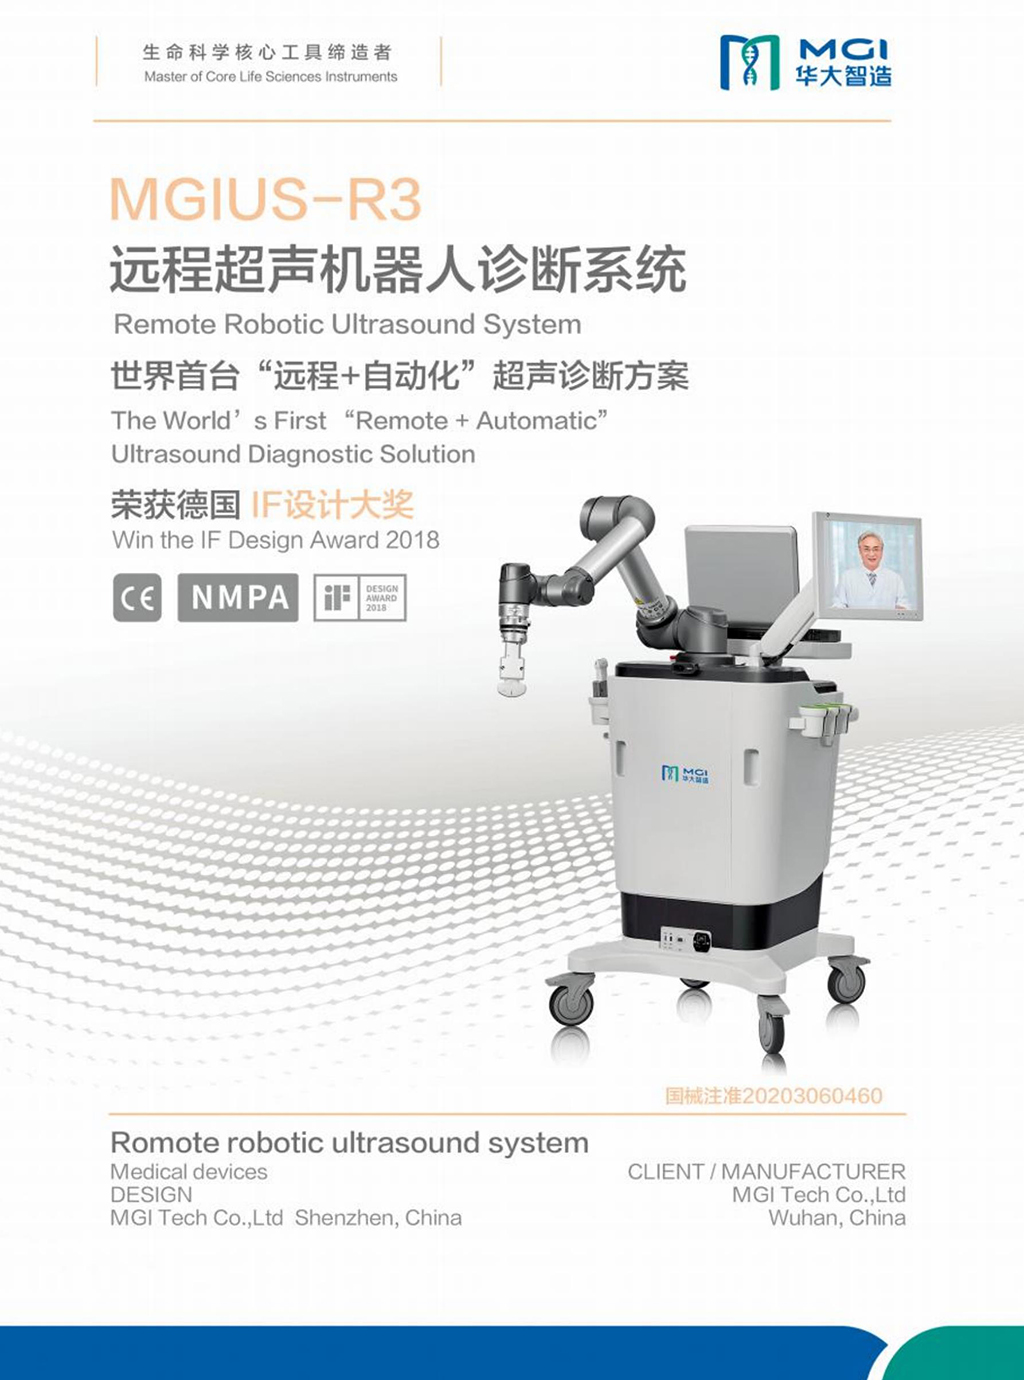 生命科学核心工具缔造者
Master of Core Life Sciences Instruments
MGI
华大智造
MGIUS-R3
远程超声机器人诊断系统
Remote Robotic Ultrasound System
世界首台“远程+自动化”超声诊断方案
The World’s First “Remote + Automatic”
Ultrasound Diagnostic Solution
荣获德国 IF设计大奖
Win the IF Design Award 2018
CE
NMPA
iF
DESIGN
AWARD
2018
MGI
华大智造
国械注准20203060460
Romote robotic ultrasound system
Medical devices
DESIGN
MGI Tech Co.,Ltd Shenzhen, China
CLIENT / MANUFACTURER
MGI Tech Co.,Ltd
Wuhan, China